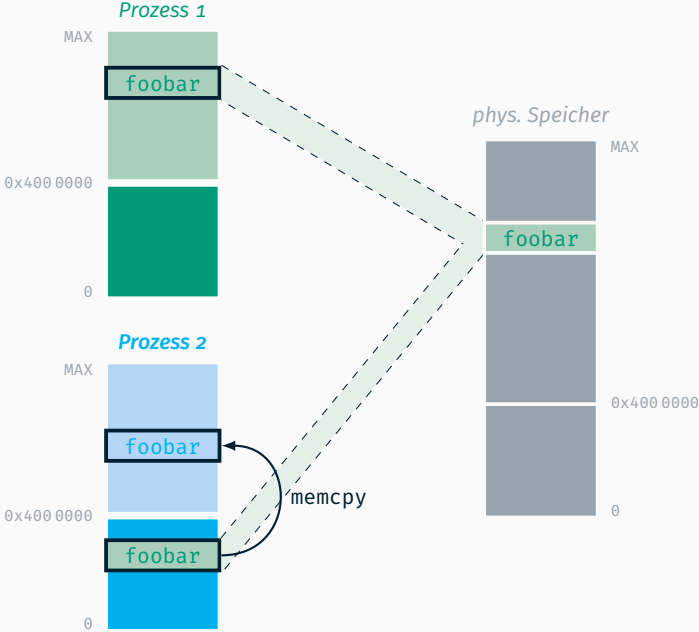 Prozess 1
MAX
foobar
0x400 0000
0
Prozess 2
MAX
foobar
0x400 0000
foobar
0
memcpy
phys. Speicher
MAX
foobar
0x400 0000
0